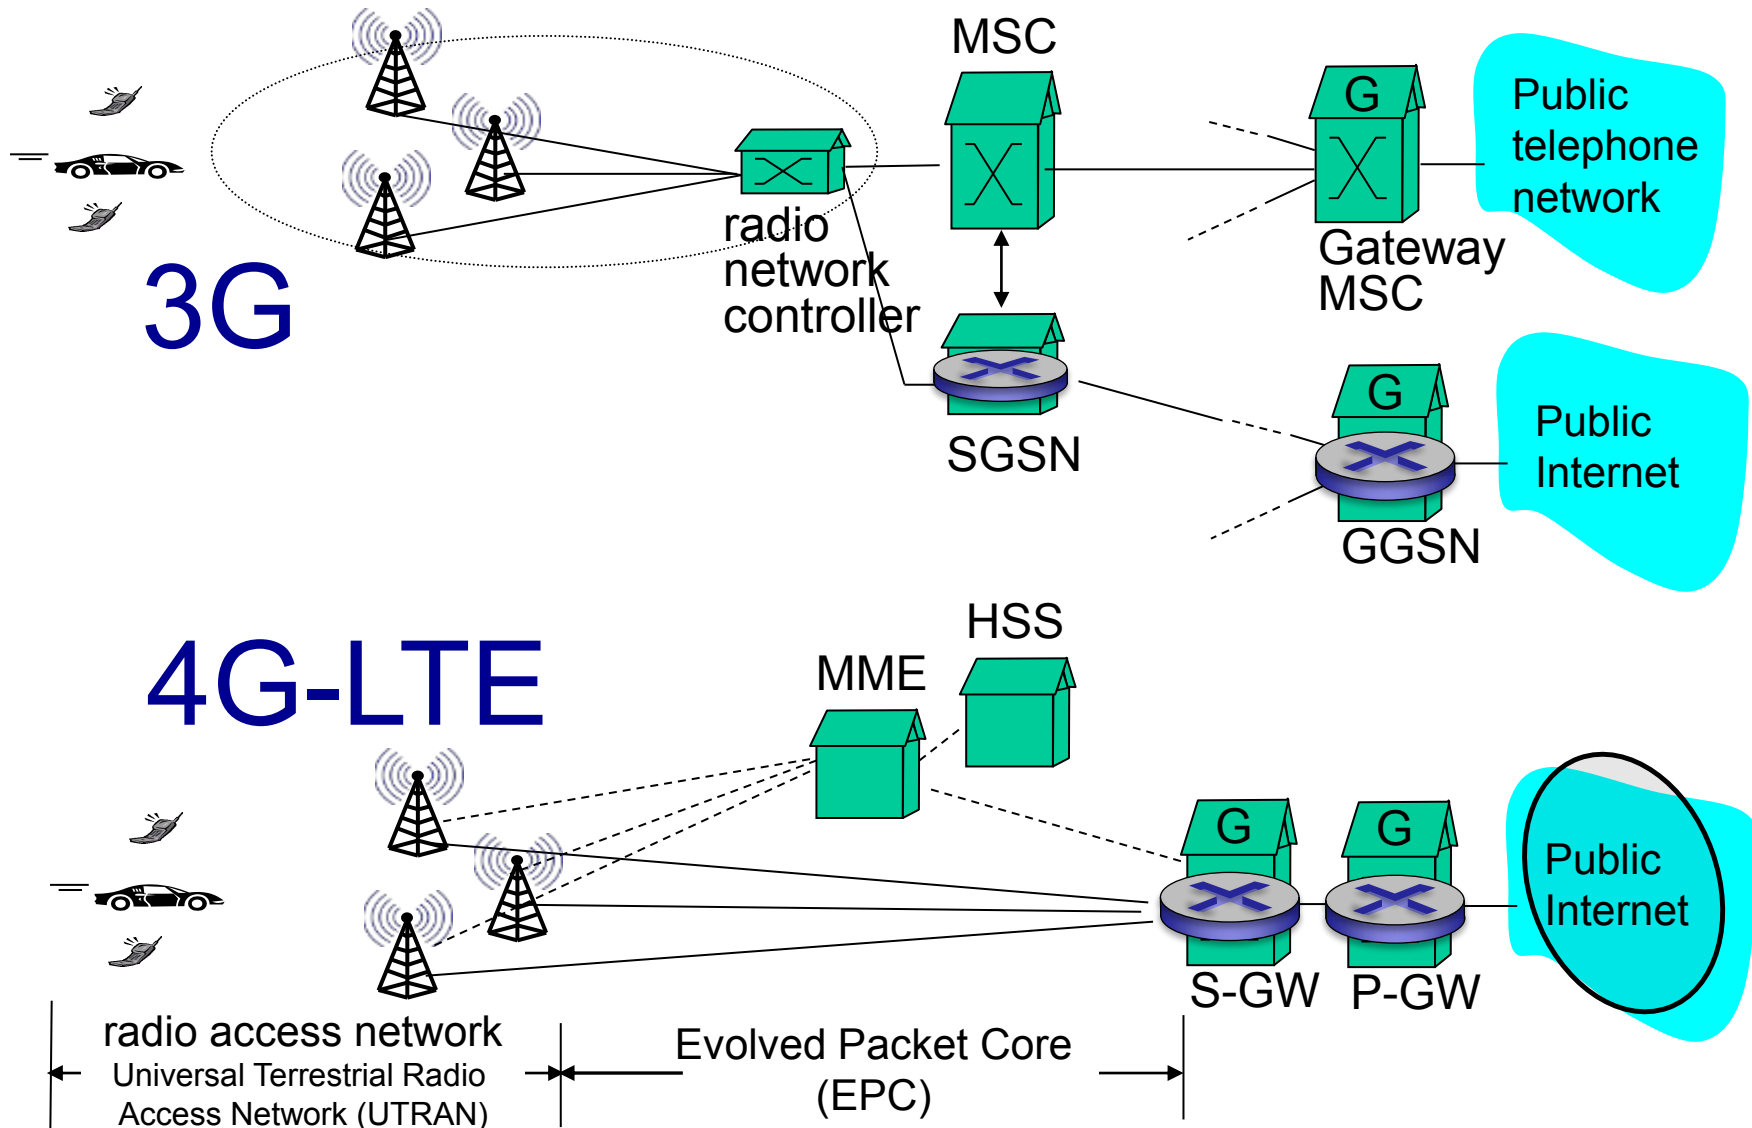 MSC
G
Public
telephone
network
radio
network
controller
Gateway
MSC
3G
G
Public
Internet
SGSN
GGSN
HSS
4G-LTE
MME
G
G
Public
Internet
S-GW
P-GW
radio access network
Universal Terrestrial Radio
Access Network (UTRAN)
Evolved Packet Core
(EPC)